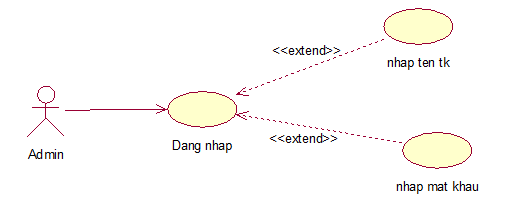 <<extend>>
nhap ten tk
Admin
Dang nhap
<<extend>>
nhap mat khau